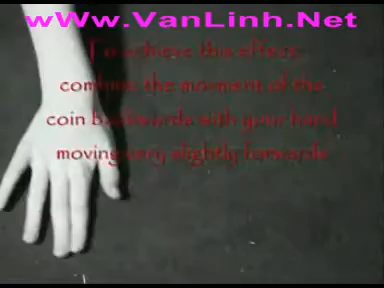 wWw.VanLinh.Net
To achieve this effect,
combine the moment of the
coin backwards with your hand
moving very slightly forwards